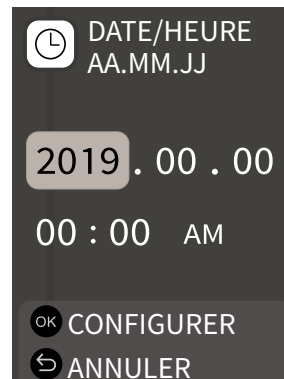 DATE/HEURE
AA.MM.JJ
2019 . 00 . 00
00 : 00 AM
OK CONFIGURER
ANNULER